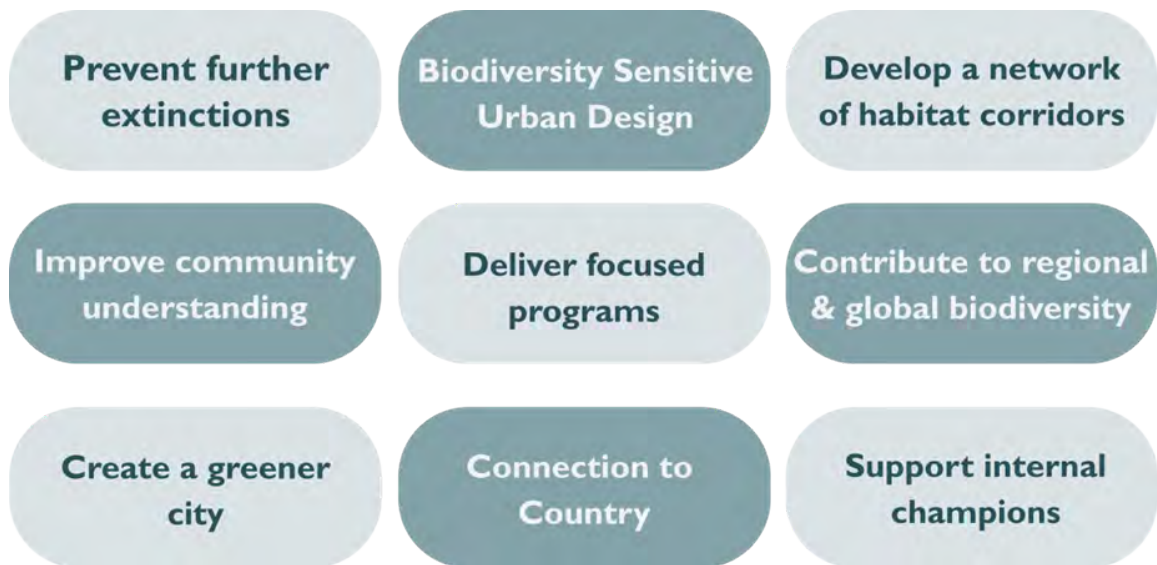 Prevent further
extinctions
Biodiversity Sensitive
Urban Design
Develop a network
of habitat corridors
Improve community
understanding
Deliver focused
programs
Contribute to regional
& global biodiversity
Create a greener
city
Connection to
Country
Support internal
champions